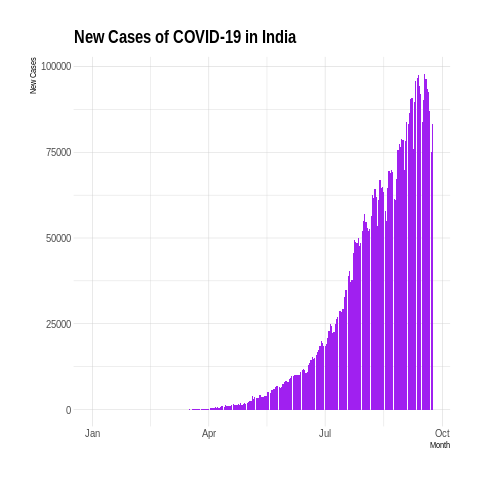 New Cases of COVID-19 in India
New Cases
100000
75000
50000
25000
0
Jan Apr Jul Oct
Month